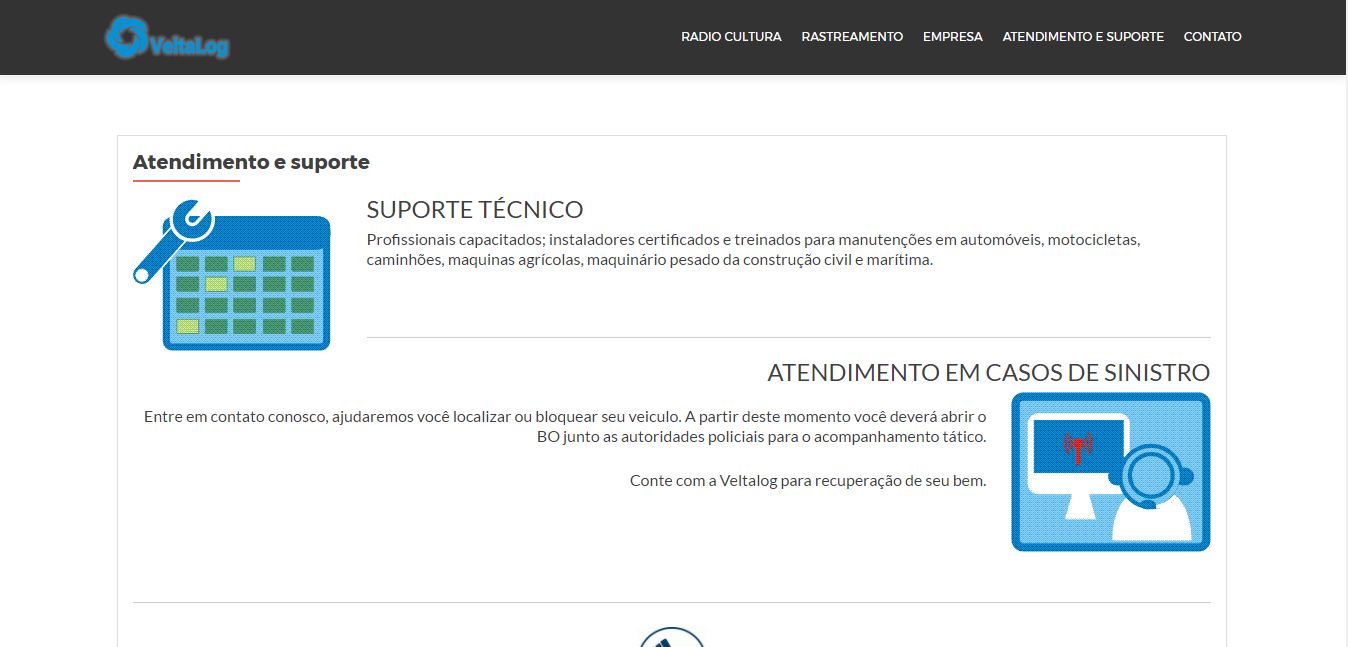 VeltaLog
RADIO CULTURA RASTREAMENTO EMPRESA ATENDIMENTO E SUPORTE CONTATO
Atendimento e suporte
SUPORTE TÉCNICO
Profissionais capacitados; instaladores certificados e treinados para manutenções em automóveis, motocicletas,
caminhões, maquinas agrícolas, maquinário pesado da construção civil e marítima.
ATENDIMENTO EM CASOS DE SINISTRO
Entre em contato conosco, ajudaremos você localizar ou bloquear seu veiculo. A partir deste momento você deverá abrir o
BO junto as autoridades policiais para o acompanhamento tático.
Conte com a Veltalog para recuperação de seu bem.